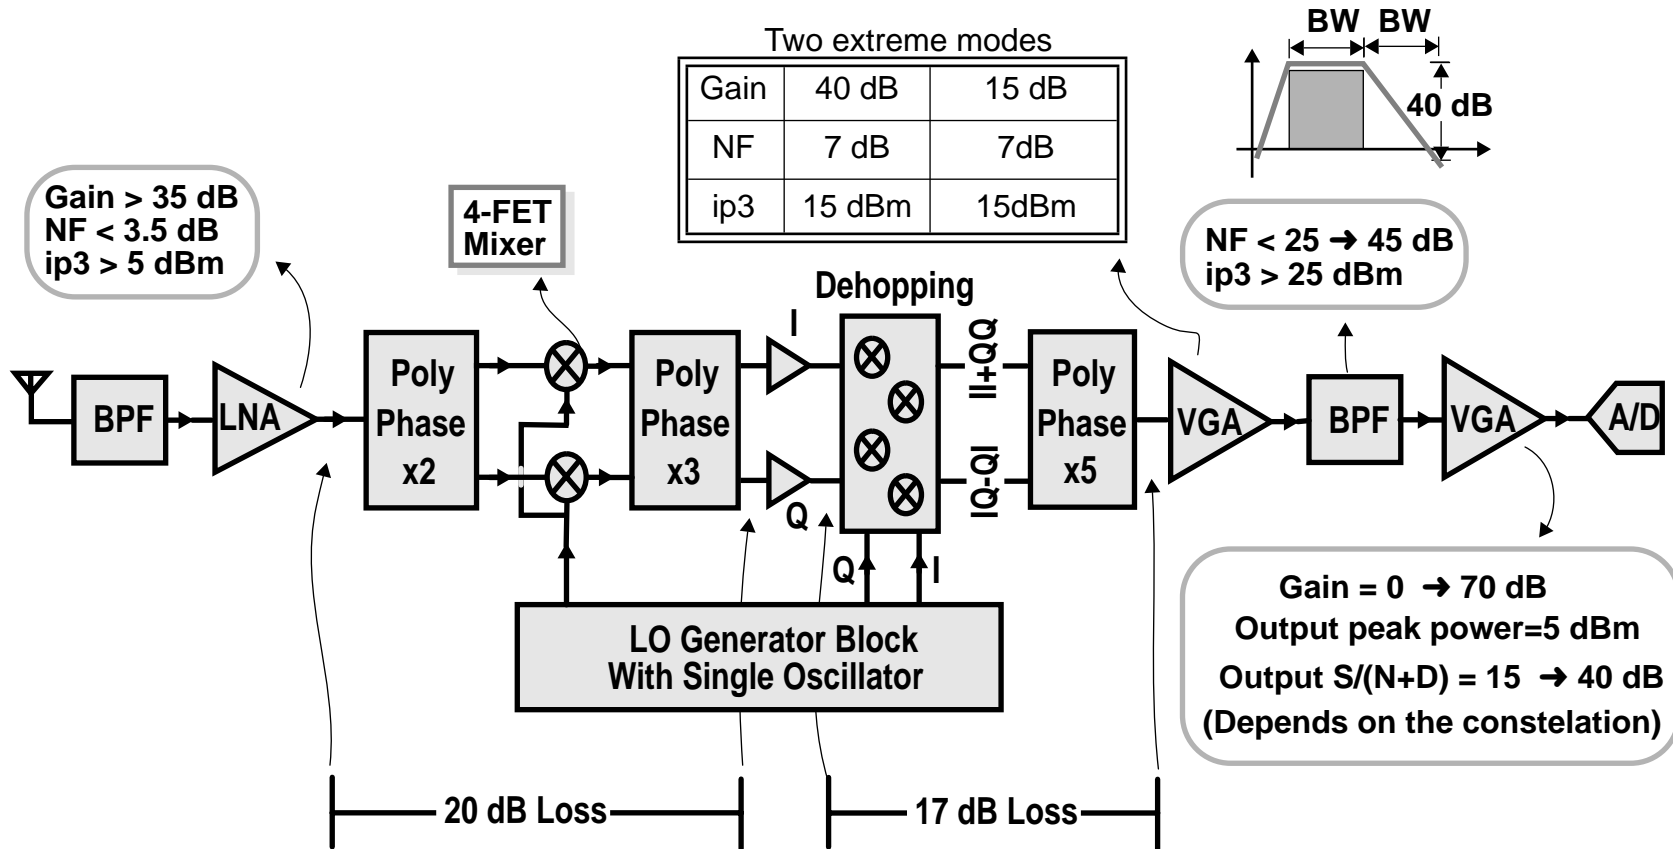 Two extreme modes
Gain 40 dB 15 dB
NF 7 dB 7dB
ip3 15 dBm 15dBm
BW BW
40 dB
Gain > 35 dB
NF < 3.5 dB
ip3 > 5 dBm
4-FET
Mixer
NF < 25 → 45 dB
ip3 > 25 dBm
Dehopping
BPF
LNA
Poly
Phase
x2
Poly
Phase
x3
I
Q
II+QQ
IQ-QI
Q I
Poly
Phase
x5
VGA
BPF
VGA
A/D
LO Generator Block
With Single Oscillator
Gain = 0 → 70 dB
Output peak power=5 dBm
Output S/(N+D) = 15 → 40 dB
(Depends on the constelation)
20 dB Loss
17 dB Loss